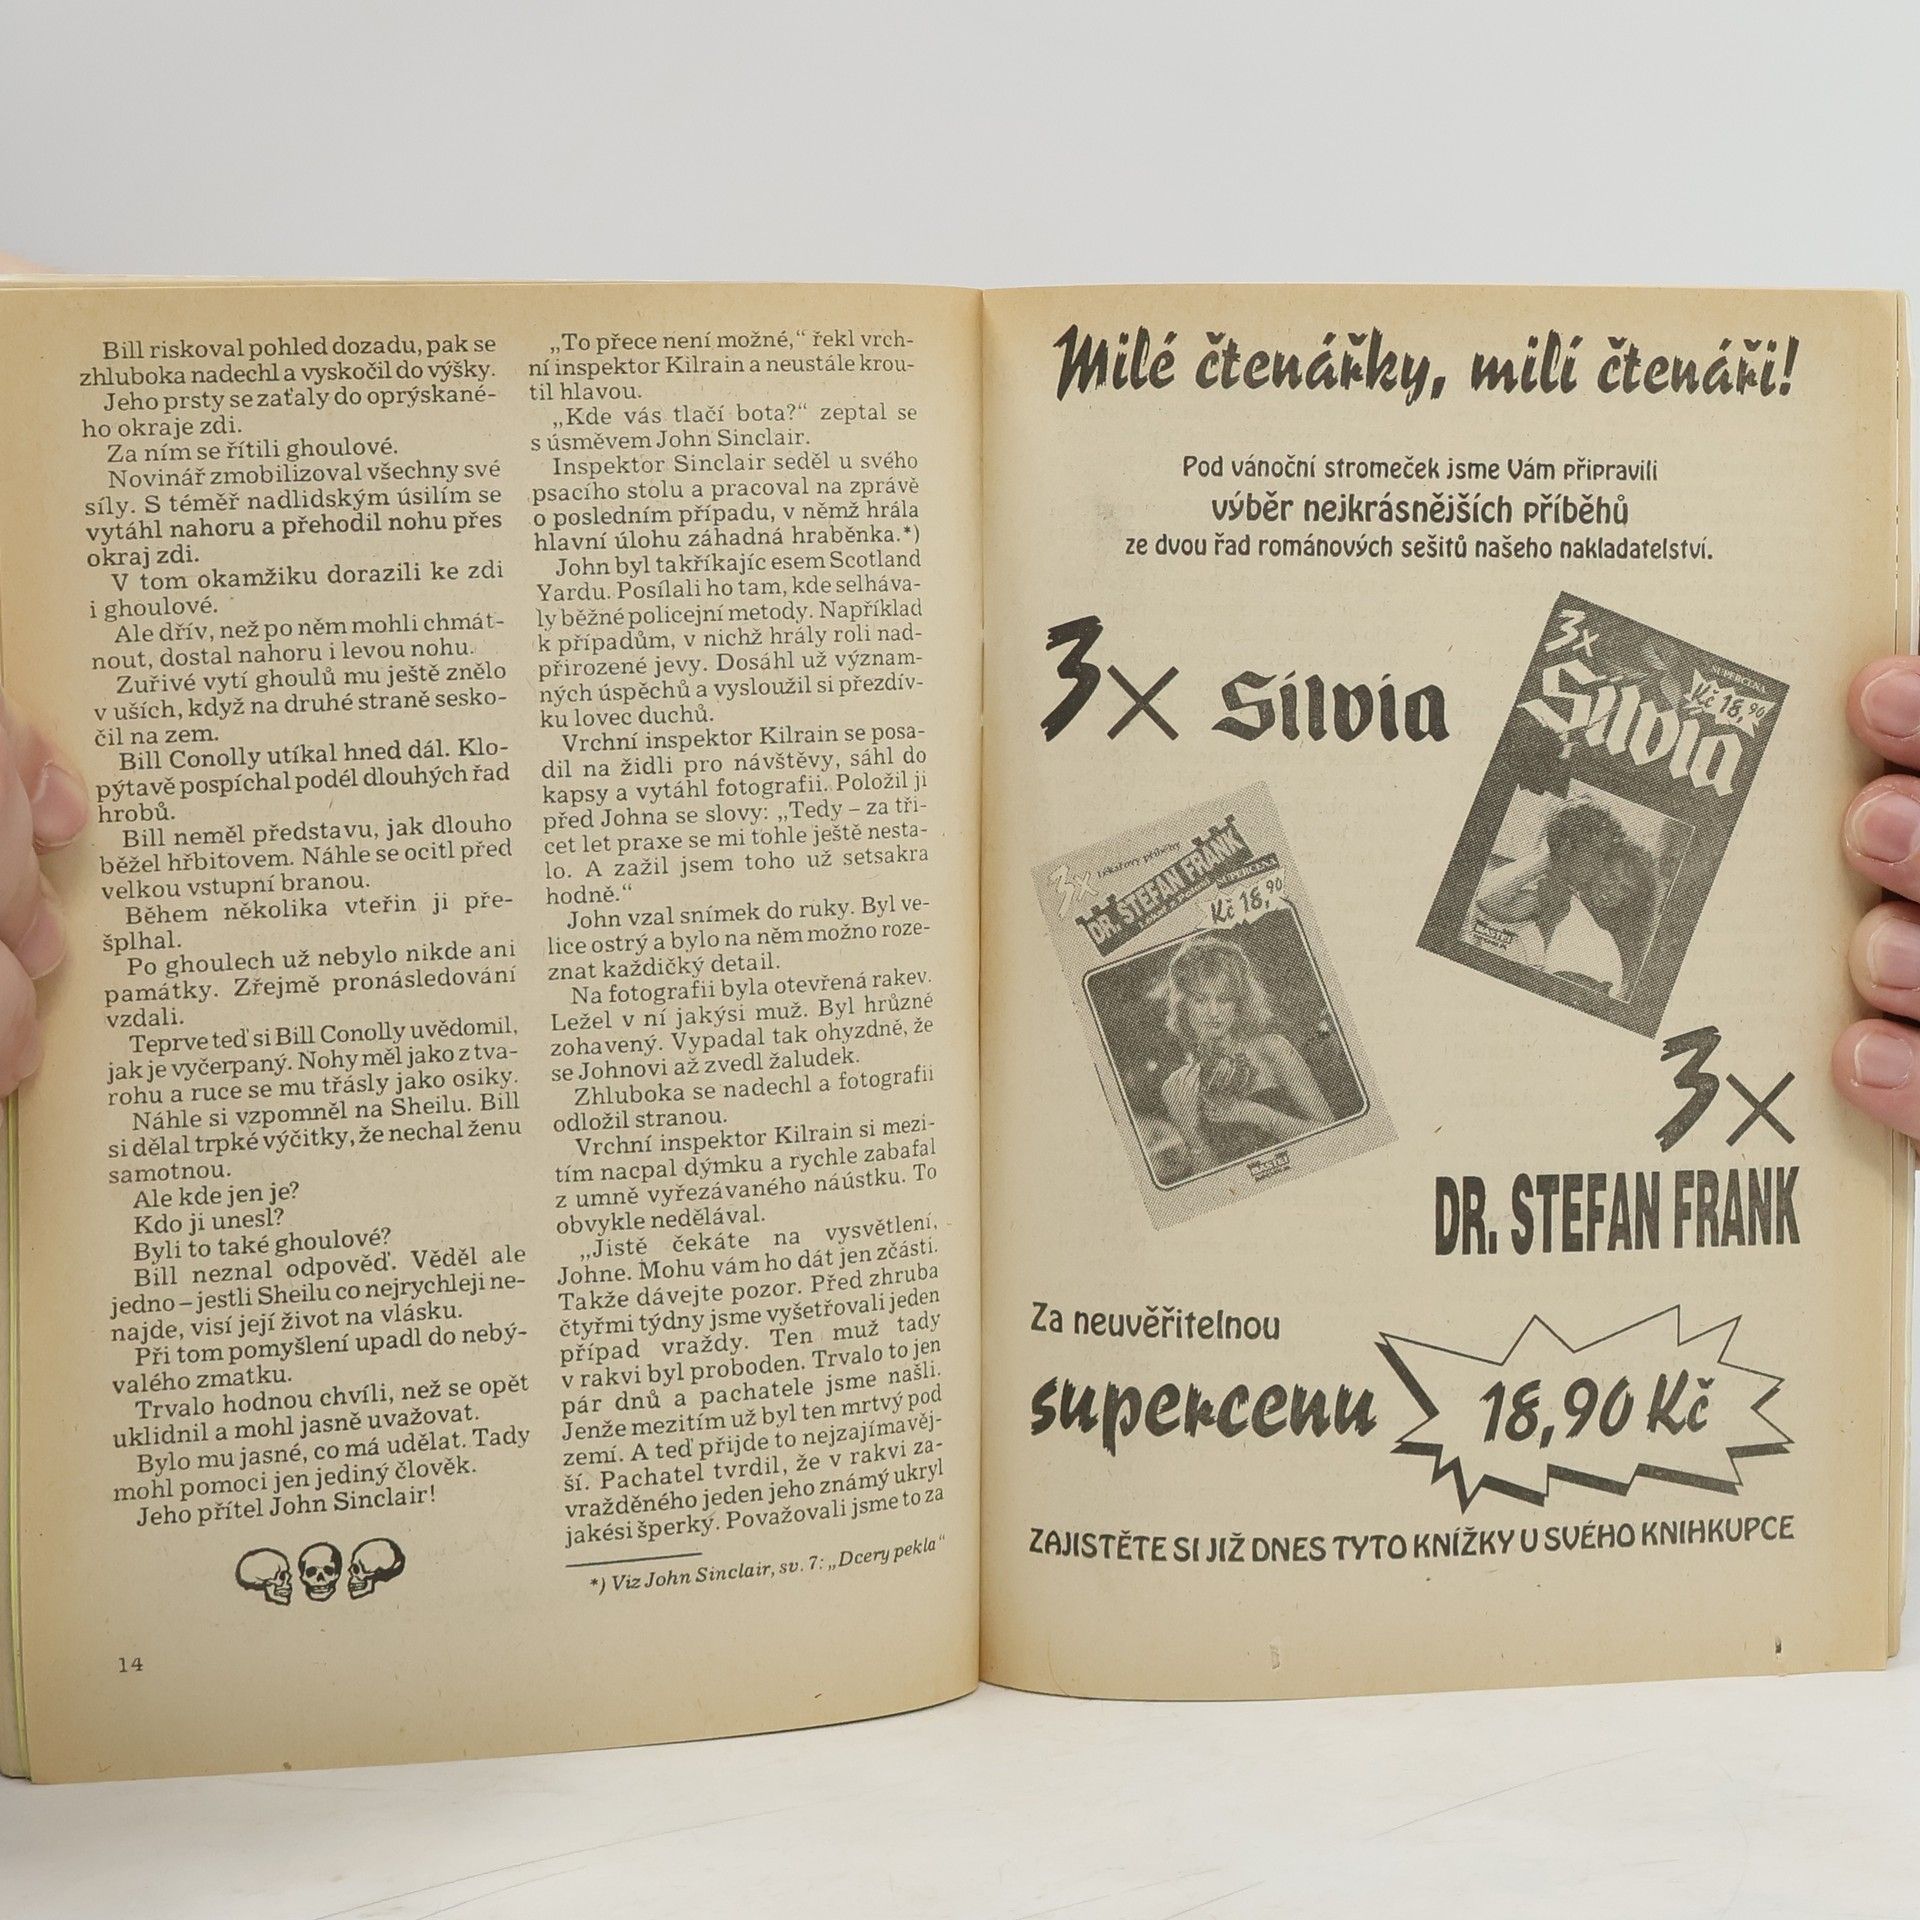 Bill riskoval pohled dozadu, pak se
zhluboka nadechl a vyskočil do výšky.
Jeho prsty se zaťaly do oprýskané-
ho okraje zdi.
Za ním se řítili ghoulové.
Novinář zmobilizoval všechny své
síly. S téměř nadlidským úsilím se
vytáhl nahoru a přehodil nohu přes
okraj zdi.
V tom okamžiku dorazili ke zdi
i ghoulové.
Ale dřív, než po něm mohli chmát-
nout, dostal nahoru i levou nohu.
Zuřivé vytí ghoulů mu ještě znělo
v uších, když na druhé straně sesko-
čil na zem.
Bill Conolly utíkal hned dál. Klo-
pýtavě pospíchal podél dlouhých řad
hrobů.
Bill neměl představu, jak dlouho
běžel hřbitovem. Náhle se ocitl před
velkou vstupní branou.
Během několika vteřin ji pře-
šplhal.
Po ghoulech už nebylo nikde ani
památky. Zřejmě pronásledování
vzdali.
Teprve teď si Bill Conolly uvědomil,
jak je vyčerpaný. Nohy měl jako z tva-
rohu a ruce se mu třásly jako osiky.
Náhle si vzpomněl na Sheilu. Bill
si dělal trpké výčitky, že nechal ženu
samotnou.
Ale kde jen je?
Kdo ji unesl?
Byli to také ghoulové?
Bill neznal odpověď. Věděl ale
jedno – jestli Sheilu co nejrychleji ne-
najde, visí její život na vlásku.
Při tom pomyšlení upadl do nebý-
valého zmatku.
Trvalo hodnou chvíli, než se opět
uklidnil a mohl jasně uvažovat.
Bylo mu jasné, co má udělat. Tady
mohl pomoci jen jediný člověk.
Jeho přítel John Sinclair!
14
„To přece není možné,“ řekl vrch-
ní inspektor Kilrain a neustále krou-
til hlavou.
„Kde vás tlačí bota?“ zeptal se
s úsměvem John Sinclair.
Inspektor Sinclair seděl u svého
psacího stolu a pracoval na zprávě
o posledním případu, v němž hrála
hlavní úlohu záhadná hraběnka.*)
John byl takříkajíc esem Scotland
Yardu. Posílali ho tam, kde selháva-
ly běžné policejní metody. Například
k případům, v nichž hrály roli nad-
přirozené jevy. Dosáhl už význam-
ných úspěchů a vysloužil si přezdív-
ku lovec duchů.
Vrchní inspektor Kilrain se posa-
dil na židli pro návštěvy, sáhl do
kapsy a vytáhl fotografii. Položil ji
před Johna se slovy: „Tedy – za tři-
cet let praxe se mi tohle ještě nesta-
lo. A zažil jsem toho už setsakra
hodně.“
John vzal snímek do ruky. Byl ve-
lice ostrý a bylo na něm možno roze-
znat každičký detail.
Na fotografii byla otevřená rakev.
Ležel v ní jakýsi muž. Byl hrůzně
zohavený. Vypadal tak ohyzdně, že
se Johnovi až zvedl žaludek.
Zhluboka se nadechl a fotografii
odložil stranou.
Vrchní inspektor Kilrain si mezi-
tím nacpal dýmku a rychle zabafal
z umně vyřezávaného náústku. To
obvykle nedělával.
„Jistě čekáte na vysvětlení,
Johne. Mohu vám ho dát jen zčásti.
Takže dávejte pozor. Před zhruba
čtyřmi týdny jsme vyšetřovali jeden
případ vraždy. Ten muž tady
v rakvi byl proboden. Trvalo to jen
pár dnů a pachatele jsme našli.
Jenže mezitím už byl ten mrtvý pod
zemí. A teď přijde to nejzajímavěj-
ší. Pachatel tvrdil, že v rakvi za-
vražděného jeden jeho známý ukryl
jakési šperky. Považovali jsme to za
*) Viz John Sinclair, sv. 7: „Dcery pekla“
Milé čtenářky, milí čtenáři!
Pod vánoční stromeček jsme Vám připravili
výběr nejkrásnějších příběhů
ze dvou řad románových sešitů našeho nakladatelství.
3x Silvia
3x
Silvia
SUPERCENA
Kč 18,90
3x Lékařovy příběhy
DR. STEFAN FRANK
SUPERCENA
Kč 18,90
3x
DR. STEFAN FRANK
Za neuvěřitelnou
supercenu
18,90 Kč
ZAJISTĚTE SI JIŽ DNES TYTO KNÍŽKY U SVÉHO KNIHKUPCE